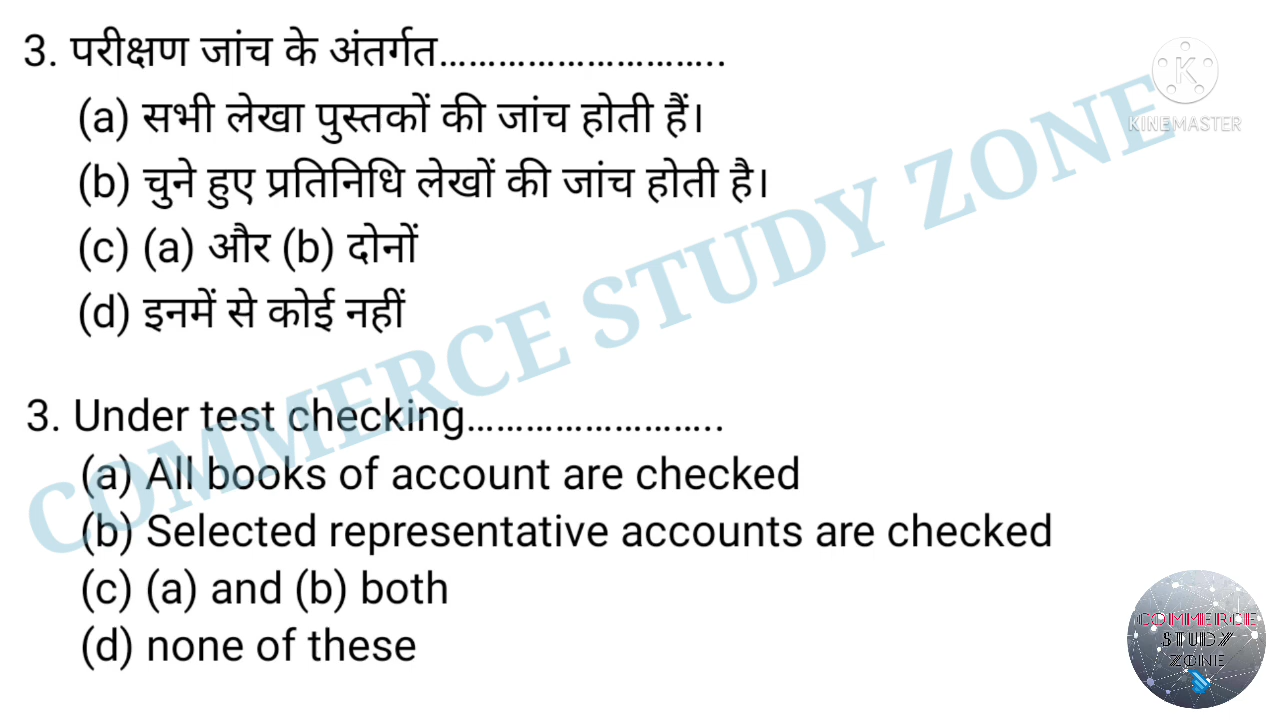 3. परीक्षण जांच के अंतर्गत...........................
(a) सभी लेखा पुस्तकों की जांच होती हैं।
(b) चुने हुए प्रतिनिधि लेखों की जांच होती है।
(c) (a) और (b) दोनों
(d) इनमें से कोई नहीं
3. Under test checking..........................
(a) All books of account are checked
(b) Selected representative accounts are checked
(c) (a) and (b) both
(d) none of these
COMMERCE STUDY ZONE
K
KINEMASTER
COMMERCE
STUDY
ZONE